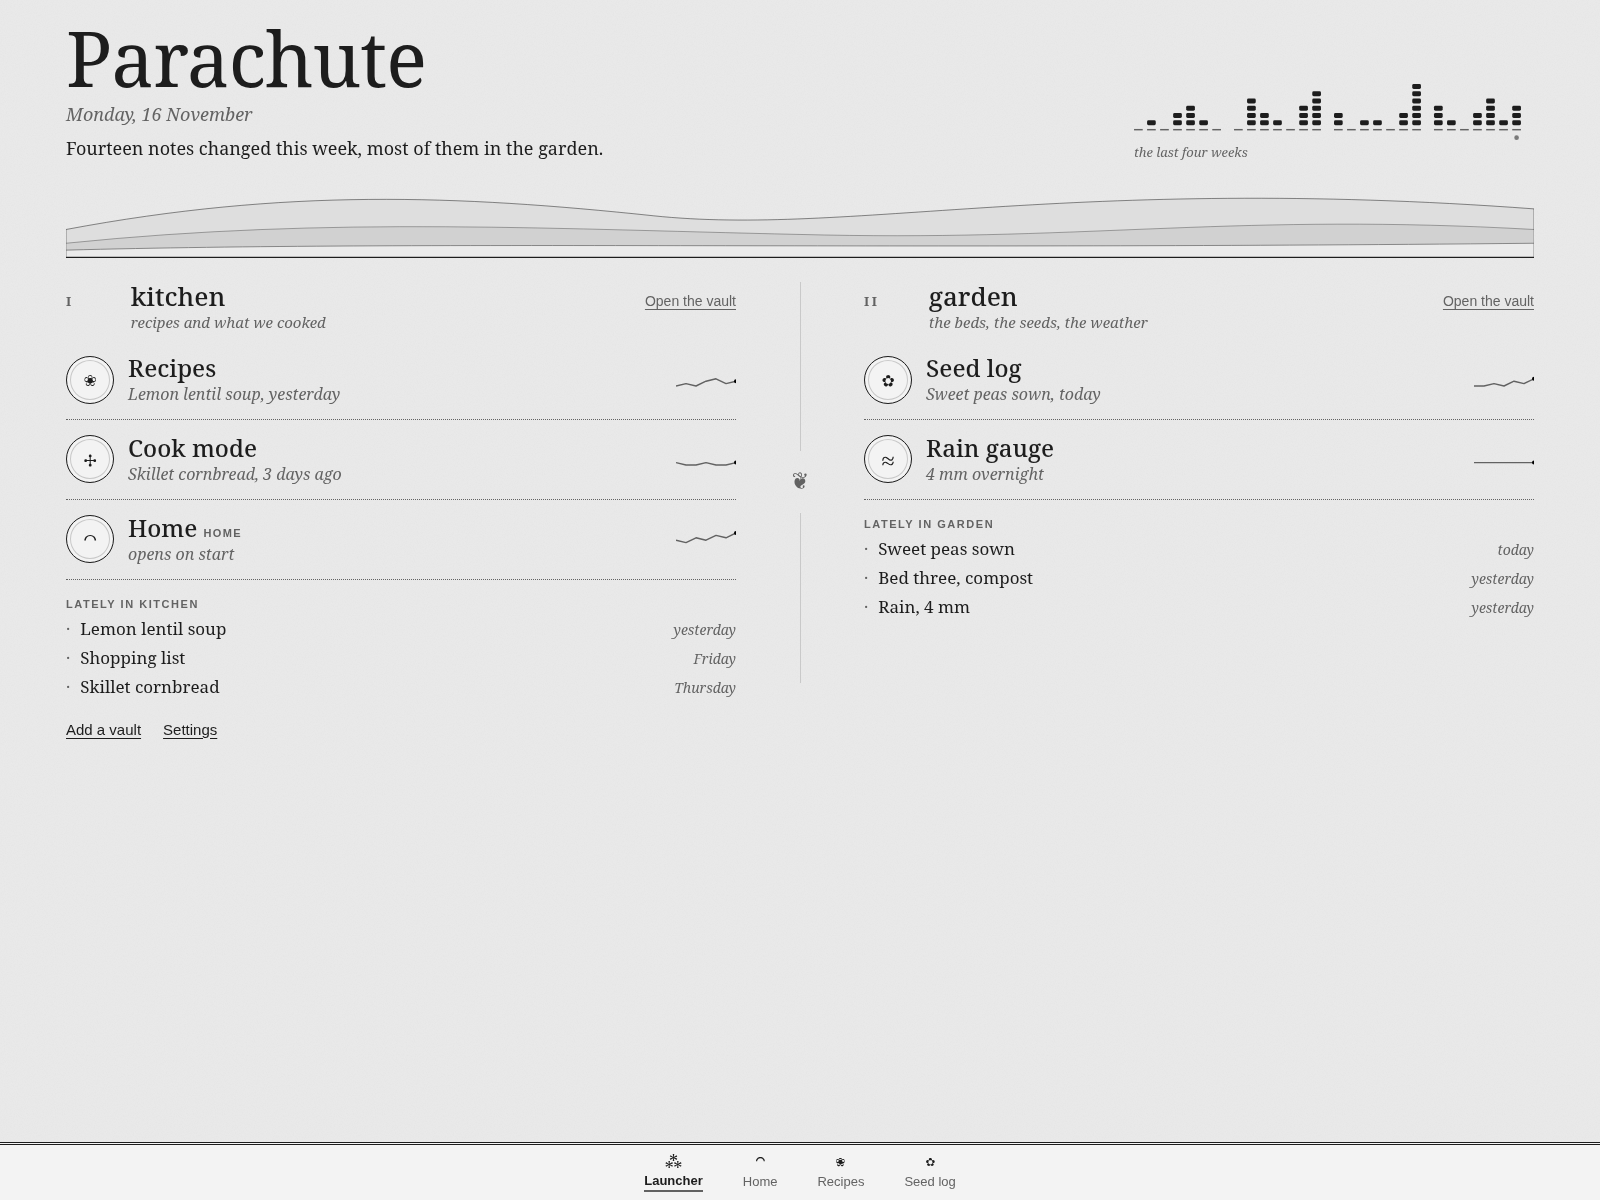 Parachute
Monday, 16 November
Fourteen notes changed this week, most of them in the garden.
the last four weeks
I
kitchen
Open the vault
recipes and what we cooked
Recipes
Lemon lentil soup, yesterday
Cook mode
Skillet cornbread, 3 days ago
Home HOME
opens on start
LATELY IN KITCHEN
· Lemon lentil soup yesterday
· Shopping list Friday
· Skillet cornbread Thursday
Add a vault Settings
II
garden
Open the vault
the beds, the seeds, the weather
Seed log
Sweet peas sown, today
Rain gauge
4 mm overnight
LATELY IN GARDEN
· Sweet peas sown today
· Bed three, compost yesterday
· Rain, 4 mm yesterday
Launcher Home Recipes Seed log